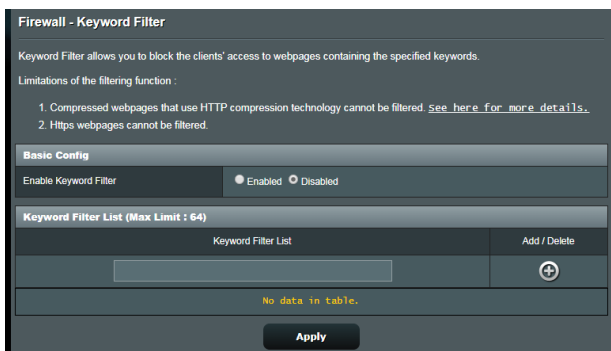 Firewall - Keyword Filter
Keyword Filter allows you to block the clients' access to webpages containing the specified keywords.
Limitations of the filtering function :
1. Compressed webpages that use HTTP compression technology cannot be filtered. See here for more details.
2. Https webpages cannot be filtered.
Basic Config
Enable Keyword Filter Enabled Disabled
Keyword Filter List (Max Limit : 64)
Keyword Filter List Add / Delete
No data in table.
Apply